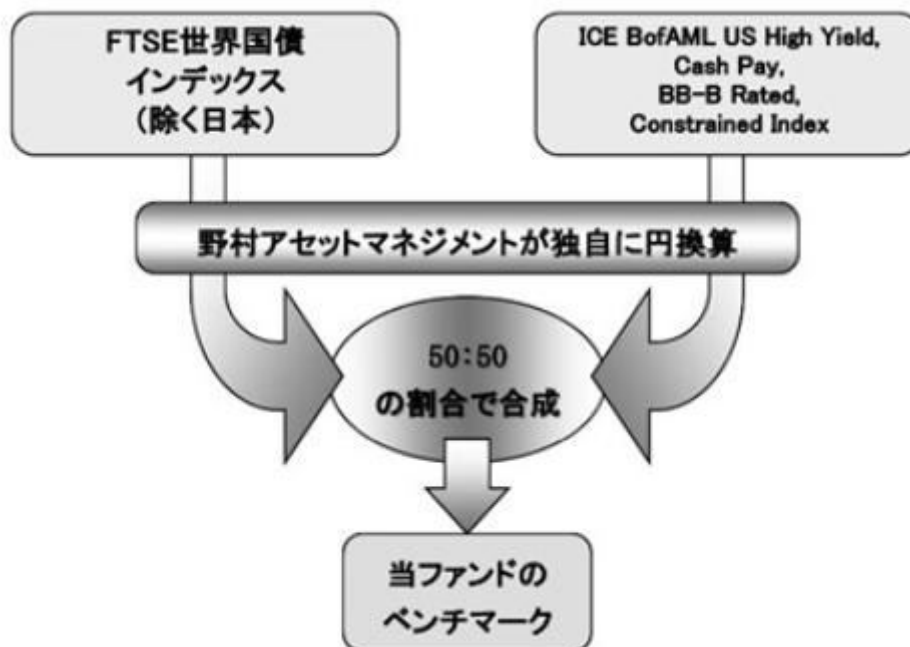 FTSE世界国債
インデックス
（除く日本）
ICE BofAML US High Yield,
Cash Pay,
BB-B Rated,
Constrained Index
野村アセットマネジメントが独自に円換算
50：50
の割合で合成
当ファンドの
ベンチマーク